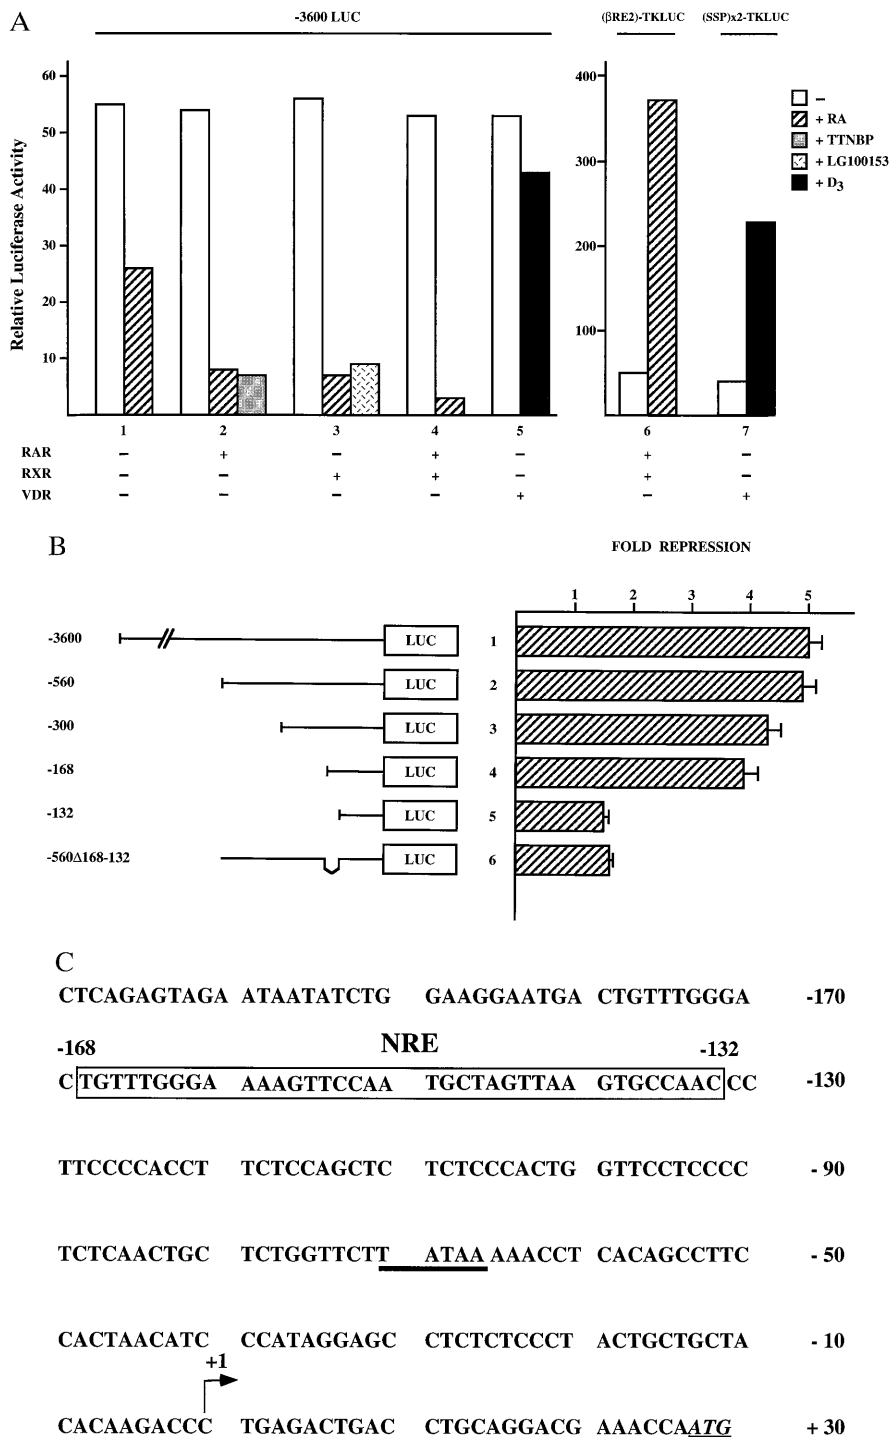 A
-3600 LUC
(βRE2)-TKLUC
(SSP)x2-TKLUC
Relative Luciferase Activity
60
50
40
30
20
10
400
300
200
100
–
+ RA
+ TTNBP
+ LG100153
+ D3
1 2 3 4 5 6 7
RAR – + – + – + –
RXR – – + + – + –
VDR – – – – + – +
B
FOLD REPRESSION
1 2 3 4 5
-3600 LUC 1
-560 LUC 2
-300 LUC 3
-168 LUC 4
-132 LUC 5
-560Δ168-132 LUC 6
C
CTCAGAGTAGA ATAATATCTG GAAGGAATGA CTGTTTGGGA -170
-168 NRE -132
CTGTTTGGGA AAAGTTCCAA TGCTAGTTAA GTGCCAACCC -130
TTCCCCACCT TCTCCAGCTC TCTCCCACTG GTTCCTCCCC - 90
TCTCAACTGC TCTGGTTCTT ATAAAAACCT CACAGCCTTC - 50
CACTAACATC CCATAGGAGC CTCTCTCCCT ACTGCTGCTA - 10
+1
CACAAGACCC TGAGACTGAC CTGCAGGACG AAACCAATG + 30